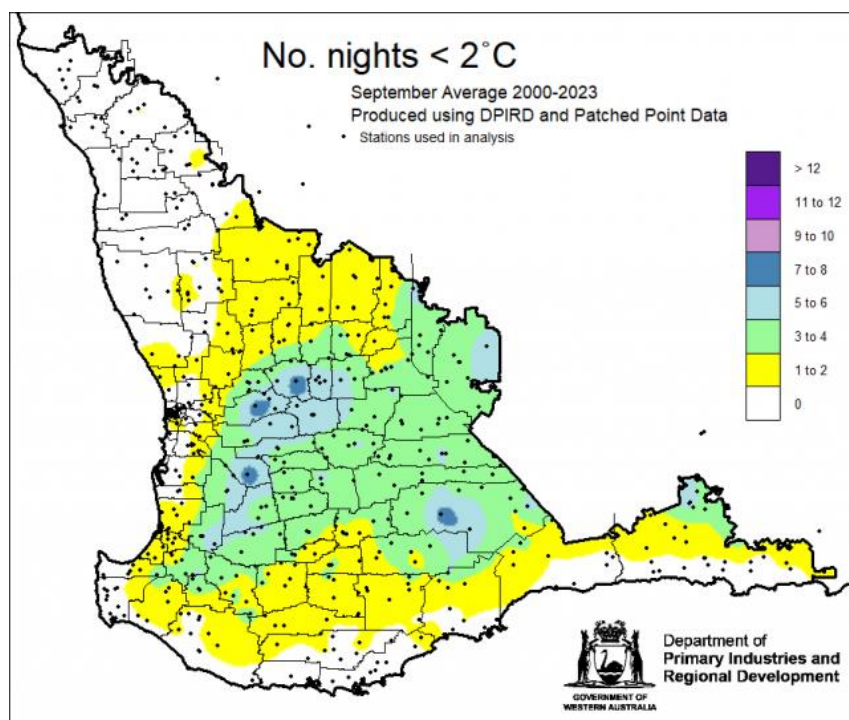 No. nights < 2°C
September Average 2000-2023
Produced using DPIRD and Patched Point Data
Stations used in analysis
> 12
11 to 12
9 to 10
7 to 8
5 to 6
3 to 4
1 to 2
0
Department of
Primary Industries and
Regional Development
GOVERNMENT OF
WESTERN AUSTRALIA